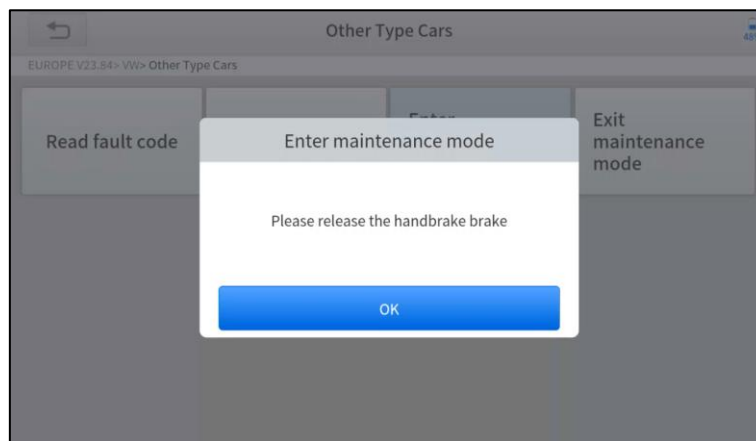 Other Type Cars
EUROPE V23.84> VW> Other Type Cars
Read fault code
Enter maintenance mode
Exit
maintenance
mode
Please release the handbrake brake
OK